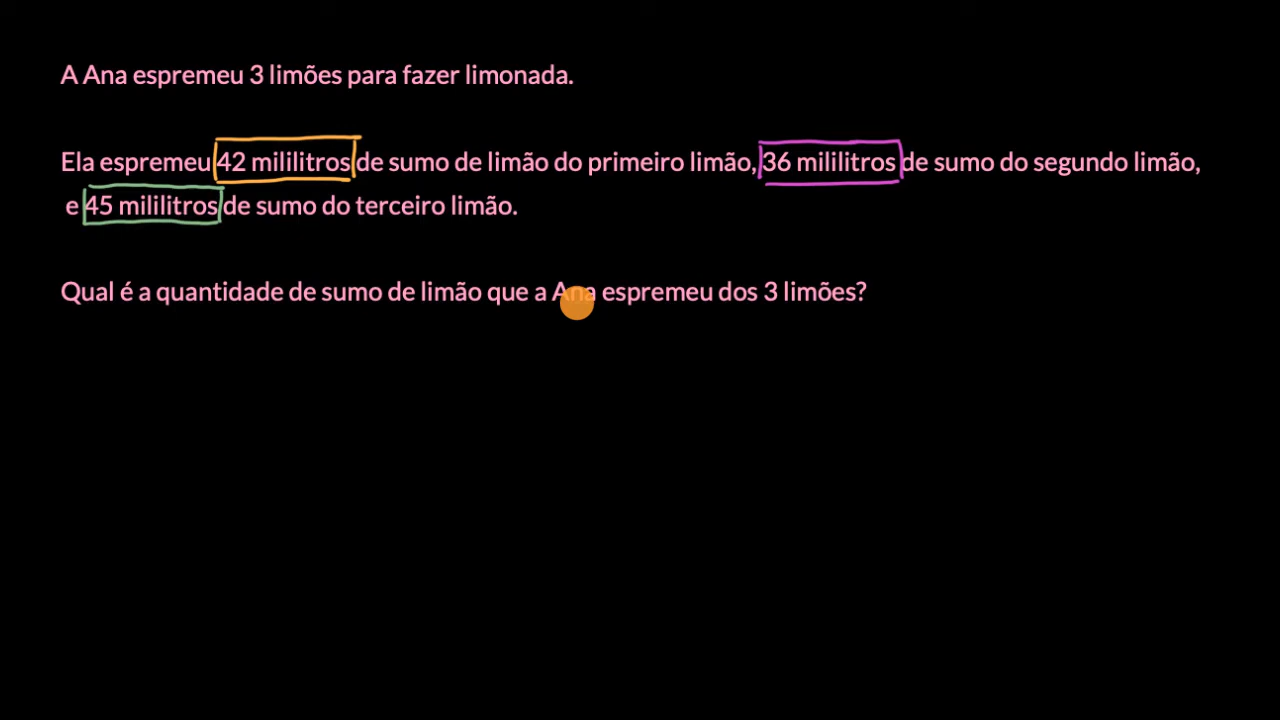 A Ana espremeu 3 limões para fazer limonada.
Ela espremeu 42 mililitros de sumo de limão do primeiro limão, 36 mililitros de sumo do segundo limão,
e 45 mililitros de sumo do terceiro limão.
Qual é a quantidade de sumo de limão que a Ana espremeu dos 3 limões?